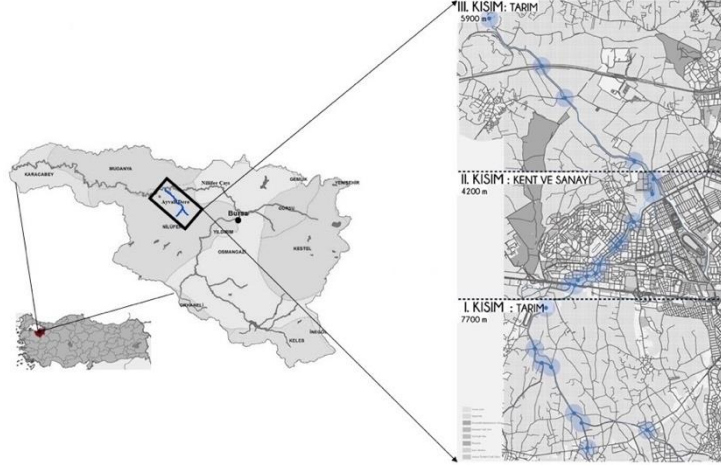 III. KISIM: TARIM
5900 m
II. KISIM : KENT VE SANAYİ
4200 m
I. KISIM : TARIM
7700 m
KARACABEY
MUDANYA
GEMLİK
YENİŞEHİR
Nilüfer Çayı
Ayvalı Dere
GÜRSU
Bursa
NİLÜFER
YILDIRIM
OSMANGAZİ
KESTEL
ORHANELİ
KELES